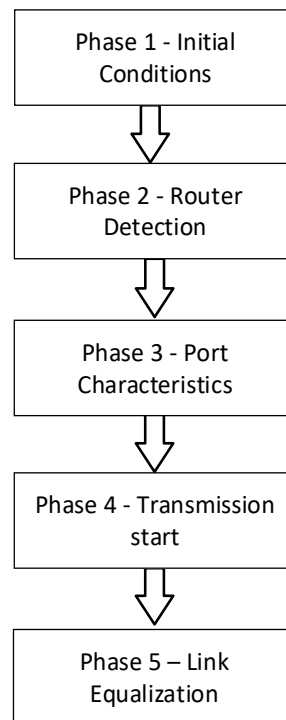 Phase 1 - Initial
Conditions
Phase 2 - Router
Detection
Phase 3 - Port
Characteristics
Phase 4 - Transmission
start
Phase 5 – Link
Equalization